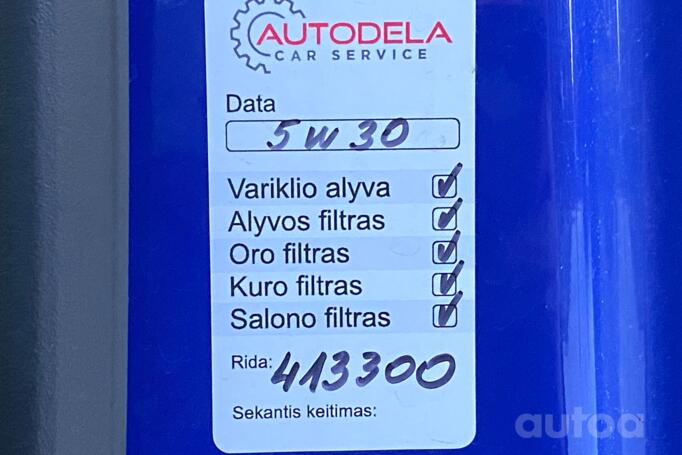 AUTODELA
CAR SERVICE
Data
5W30
Variklio alyva
Alyvos filtras
Oro filtras
Kuro filtras
Salono filtras
Rida: 413300
Sekantis keitimas:
autoa